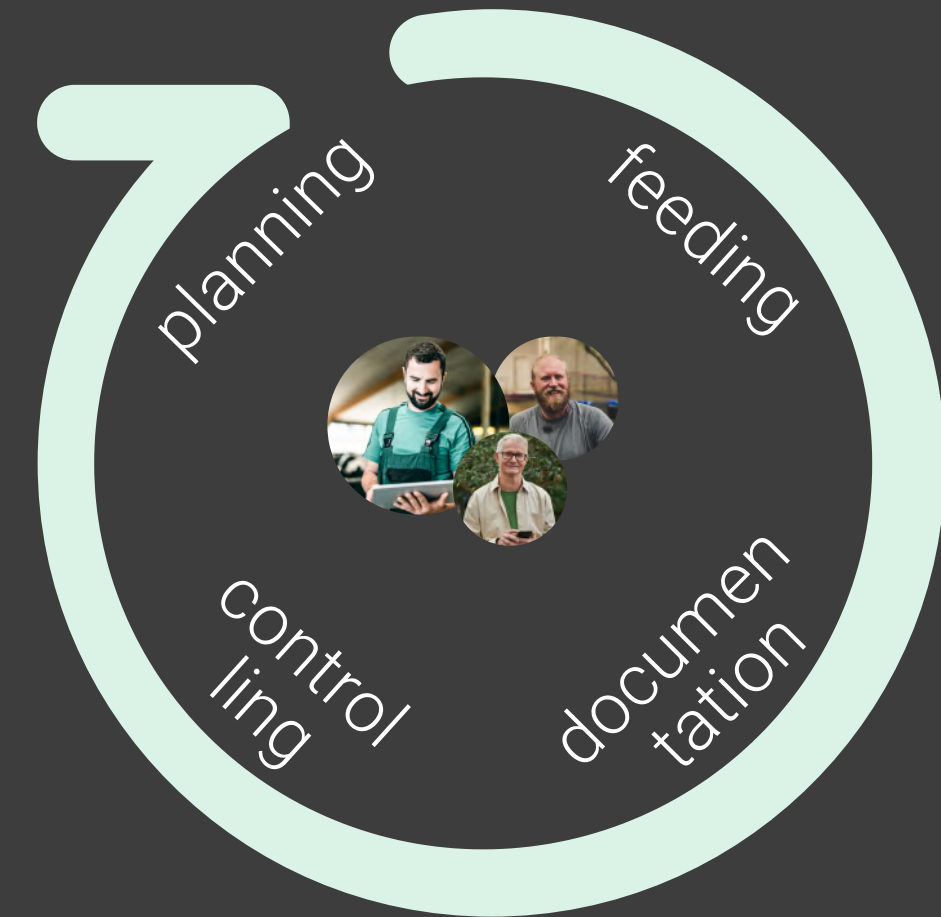 planning
feeding
documen
tation
control
ling